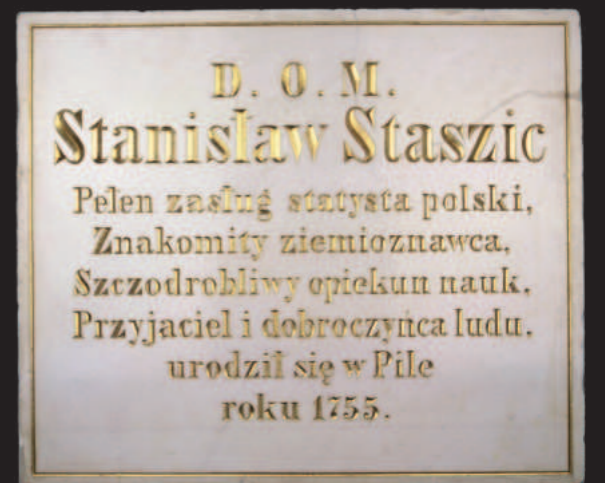 D. O. M.
Stanisław Staszic
Pełen zasług statysta polski,
Znakomity ziemioznawca,
Szczodrobliwy opiekun nauk,
Przyjaciel i dobroczyńca ludu,
urodził się w Pile
roku 1755.